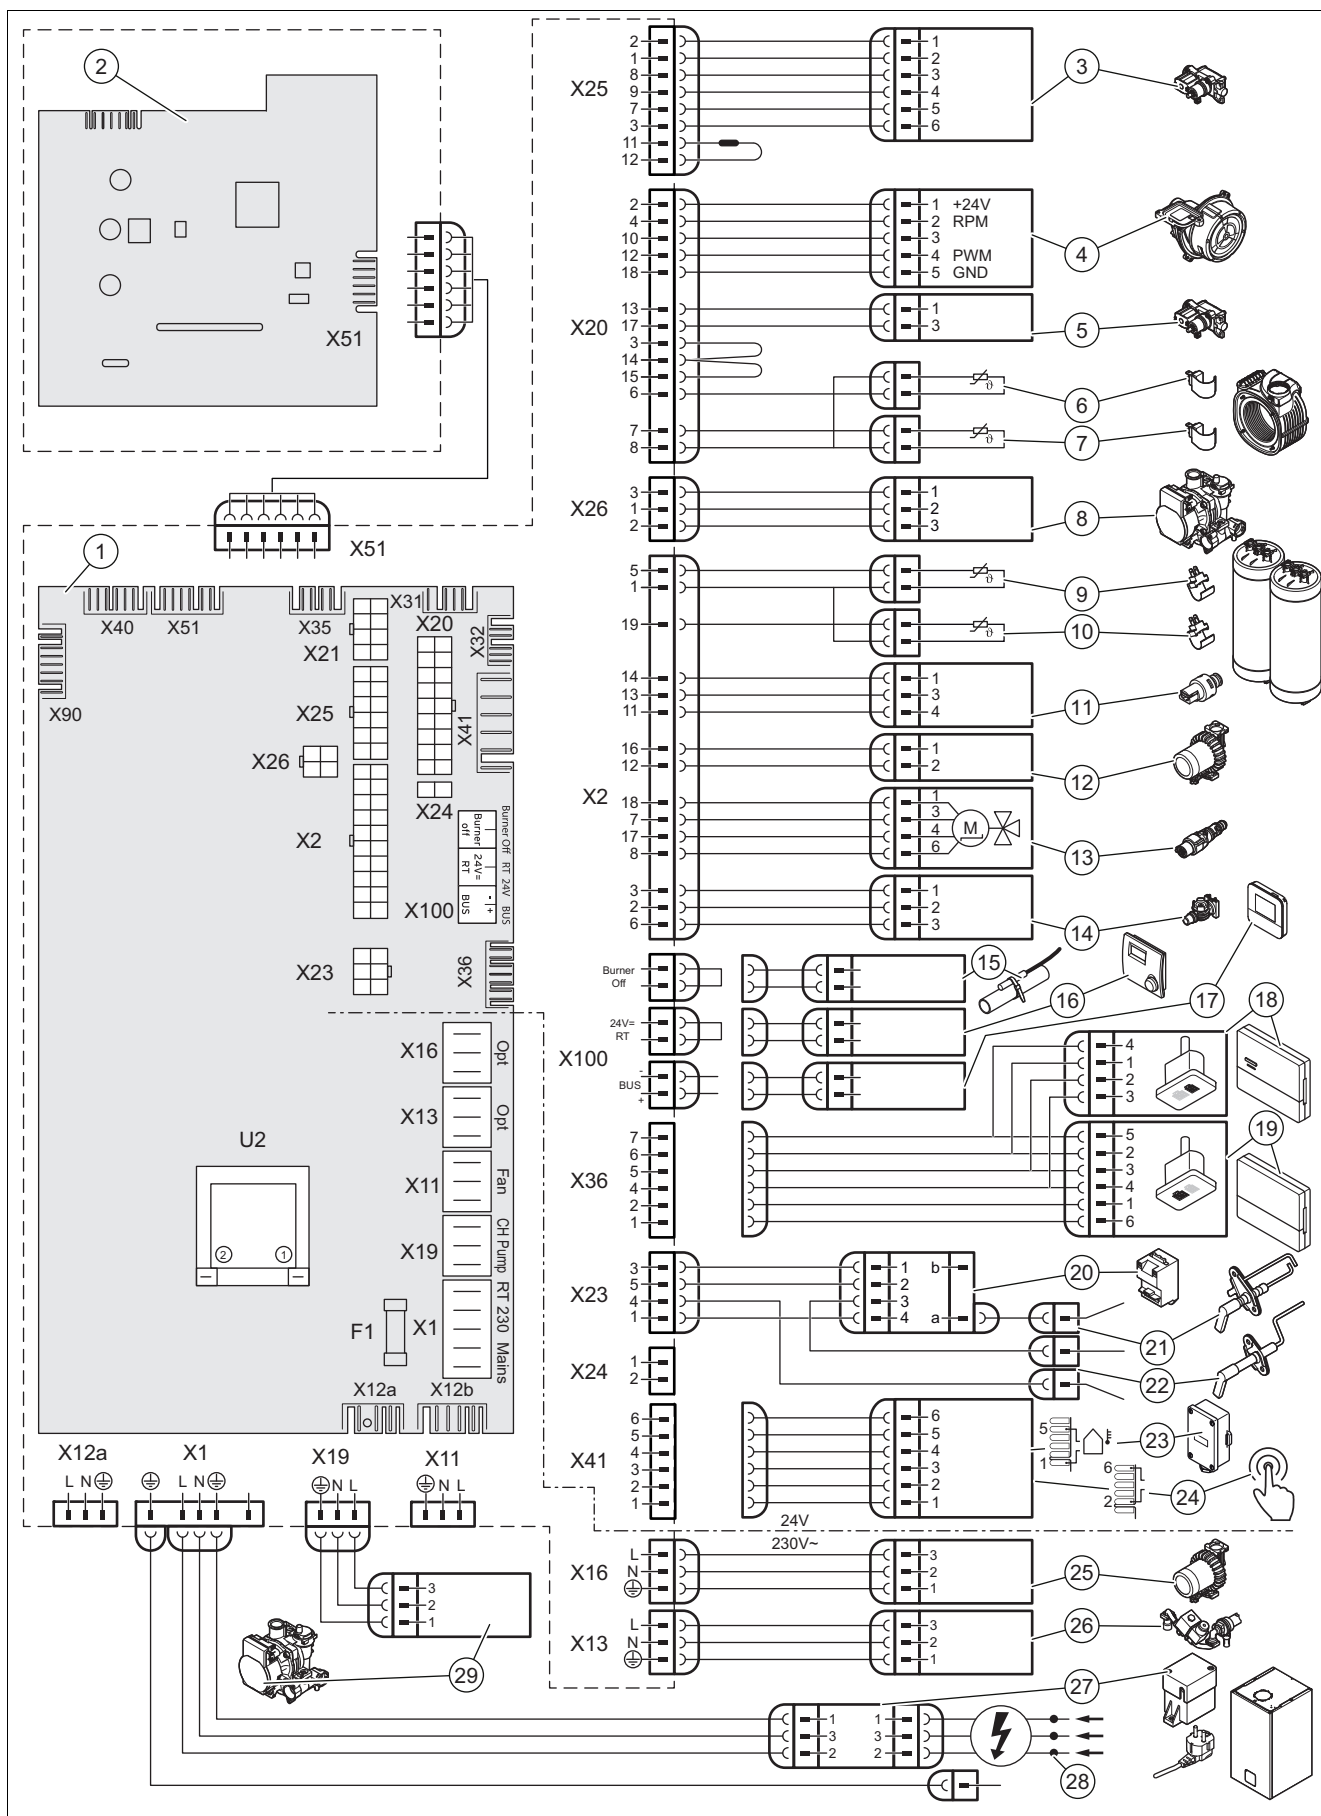 2
X51
X51
1
X40 X51 X35 X31 X20 X32
X21
X90
X25
X41
X26
X24
X2
Burner off
24V= RT
BUS - +
Burner Off RT 24V BUS
X100
X23
X36
X16 Opt
X13 Opt
U2
2 1
X11 Fan
X19 CH Pump
X1 RT 230 Mains
F1
X12a X12b
X12a
L N
X1
L N
X19
N L
X11
N L
3
2
1
29
X25
2 1
1 2
8 3
9 4
7 5
3 6
11
12
3
X20
2 1 +24V
4 2 RPM
10 3
12 4 PWM
18 5 GND
4
13 1
17 3
5
3
14
15
6 ϑ
6
7 ϑ
8
7
X26
3 1
1 2
2 3
8
X2
5 ϑ
1
9
19 ϑ
10
14 1
13 3
11 4
11
16 1
12 2
12
18 1
7 3
17 4
8 6
M
13
3 1
2 2
6 3
14
X100
Burner Off
15
24V= RT
16
- BUS +
17
18
4
1
2
3
X36
7 5
6 2
5 3
4 4
2 1
1 6
19
X23
3 1 b
5 2
4 3
1 4 a
20
21
X24
1
2
22
X41
6 6
5 5
4 4
3 3
2 2
1 1
5
1
23
6
2
24
24V
230V~
X16
L 3
N 2
1
25
X13
L 3
N 2
1
26
27
1 1
3 3
2 2
28